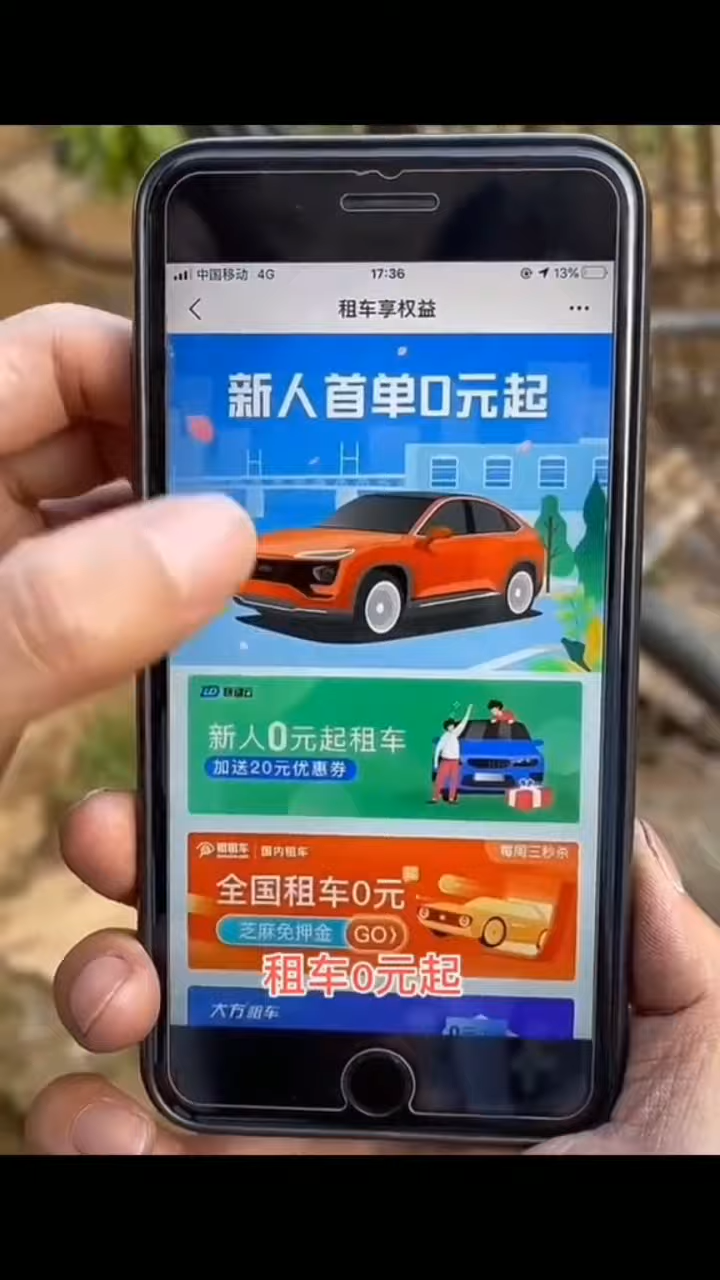 中国移动 4G 17:36 13%
租车享权益
新人首单0元起
新人0元起租车
加送20元优惠券
租租车 国内租车 每周三秒杀
全国租车0元
芝麻免押金 GO>
租车0元起
大方租车